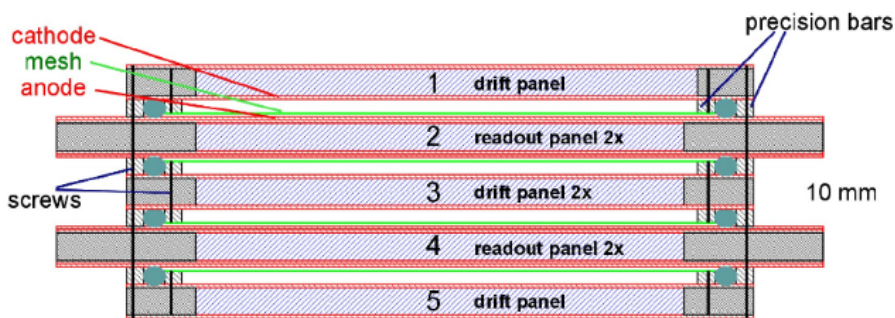 cathode
mesh
anode
precision bars
1 drift panel
2 readout panel 2x
3 drift panel 2x
screws
10 mm
4 readout panel 2x
5 drift panel